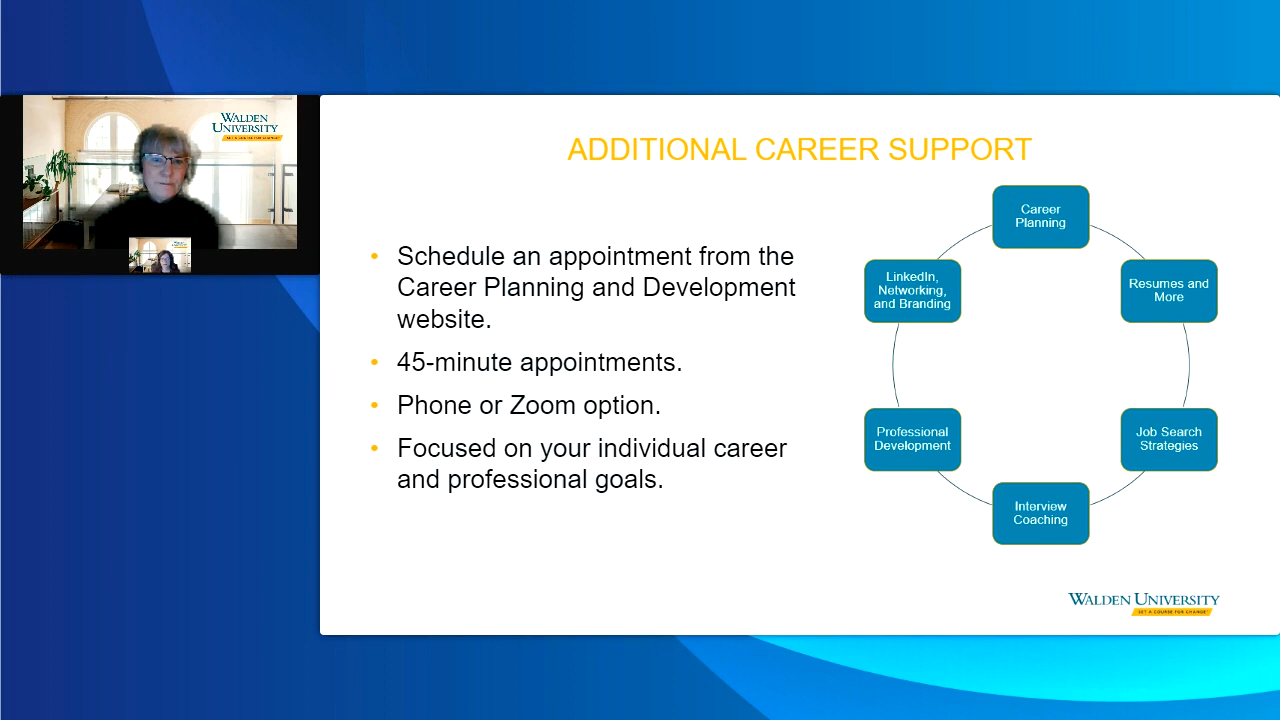 WALDEN
UNIVERSITY
ADDITIONAL CAREER SUPPORT
• Schedule an appointment from the
Career Planning and Development
website.
• 45-minute appointments.
• Phone or Zoom option.
• Focused on your individual career
and professional goals.
Career
Planning
Resumes and
More
Job Search
Strategies
Interview
Coaching
Professional
Development
LinkedIn,
Networking,
and Branding
WALDEN UNIVERSITY
SET A COURSE FOR CHANGE